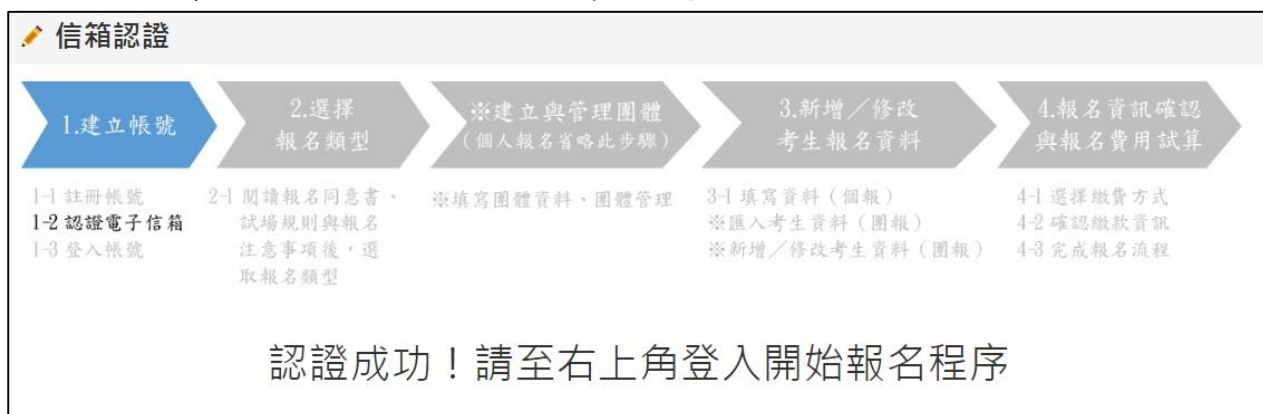 信箱認證
1.建立帳號
2.選擇
報名類型
※建立與管理團體
(個人報名省略此步驟)
3.新增／修改
考生報名資料
4.報名資訊確認
與報名費用試算
1-1 註冊帳號
1-2 認證電子信箱
1-3 登入帳號
2-1 閱讀報名同意書、
試場規則與報名
注意事項後，選
取報名類型
※填寫團體資料、團體管理
3-1 填寫資料（個報）
※匯入考生資料（團報）
※新增／修改考生資料（團報）
4-1 選擇繳費方式
4-2 確認繳款資訊
4-3 完成報名流程
認證成功！請至右上角登入開始報名程序